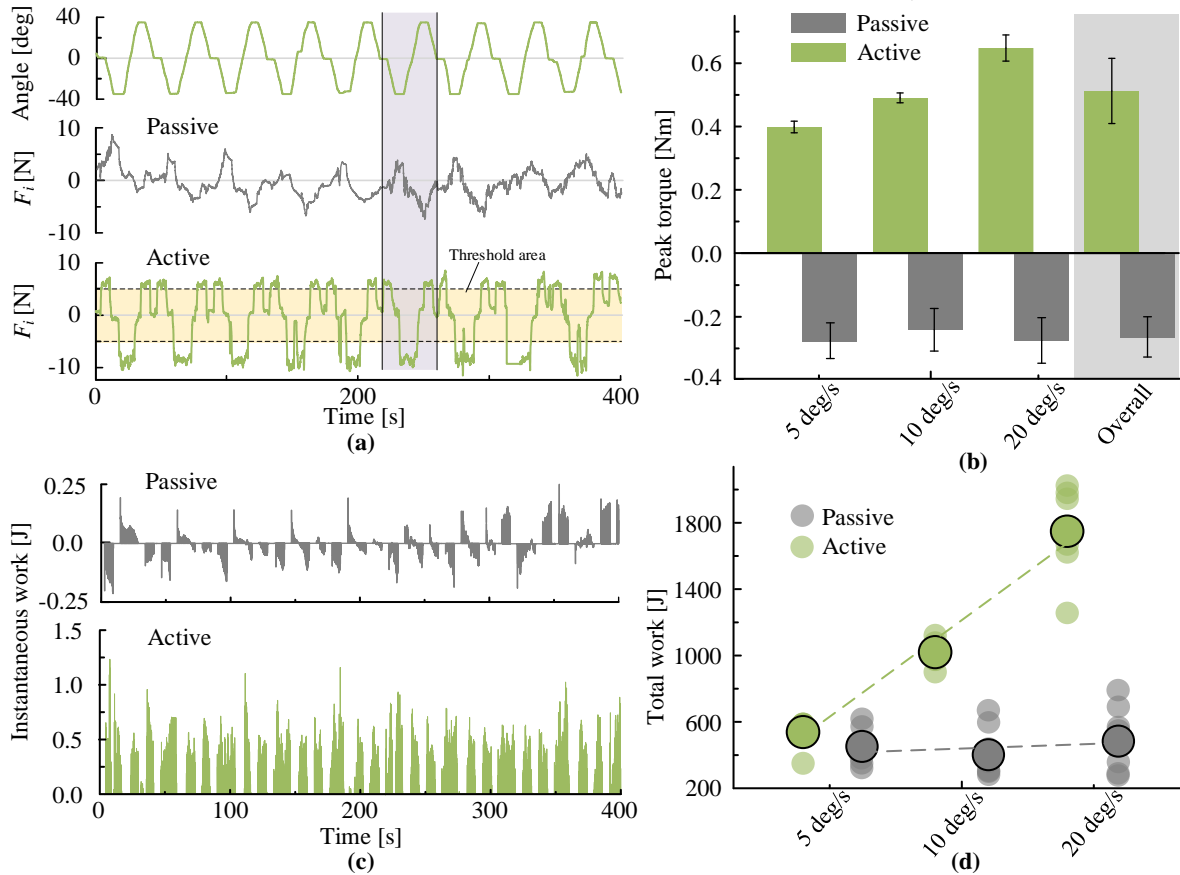 40
0
-40
Angle [deg]
Passive
10
0
10
F_i [N]
Active
Threshold area
10
0
-10
F_i [N]
0
200
400
Time [s]
(a)
Passive
Active
0.6
0.4
0.2
0.0
-0.2
-0.4
Peak torque [Nm]
5 deg/s
10 deg/s
20 deg/s
Overall
(b)
Passive
0.25
0.0
-0.25
Instantaneous work [J]
Active
1.5
1.0
0.5
0.0
0
100
200
300
400
Time [s]
(c)
Passive
Active
1800
1400
1000
600
200
Total work [J]
5 deg/s
10 deg/s
20 deg/s
(d)